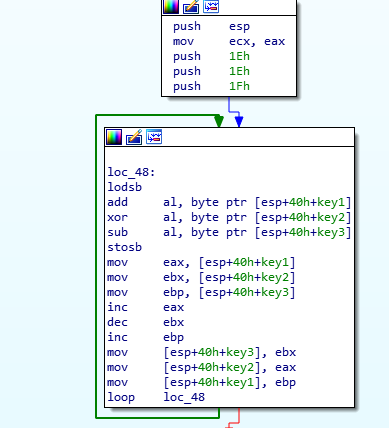 push esp
mov ecx, eax
push 1Eh
push 1Eh
push 1Fh
loc_48:
lodsb
add al, byte ptr [esp+40h+key1]
xor al, byte ptr [esp+40h+key2]
sub al, byte ptr [esp+40h+key3]
stosb
mov eax, [esp+40h+key1]
mov ebx, [esp+40h+key2]
mov ebp, [esp+40h+key3]
inc eax
dec ebx
inc ebp
mov [esp+40h+key3], ebx
mov [esp+40h+key2], eax
mov [esp+40h+key1], ebp
loop loc_48